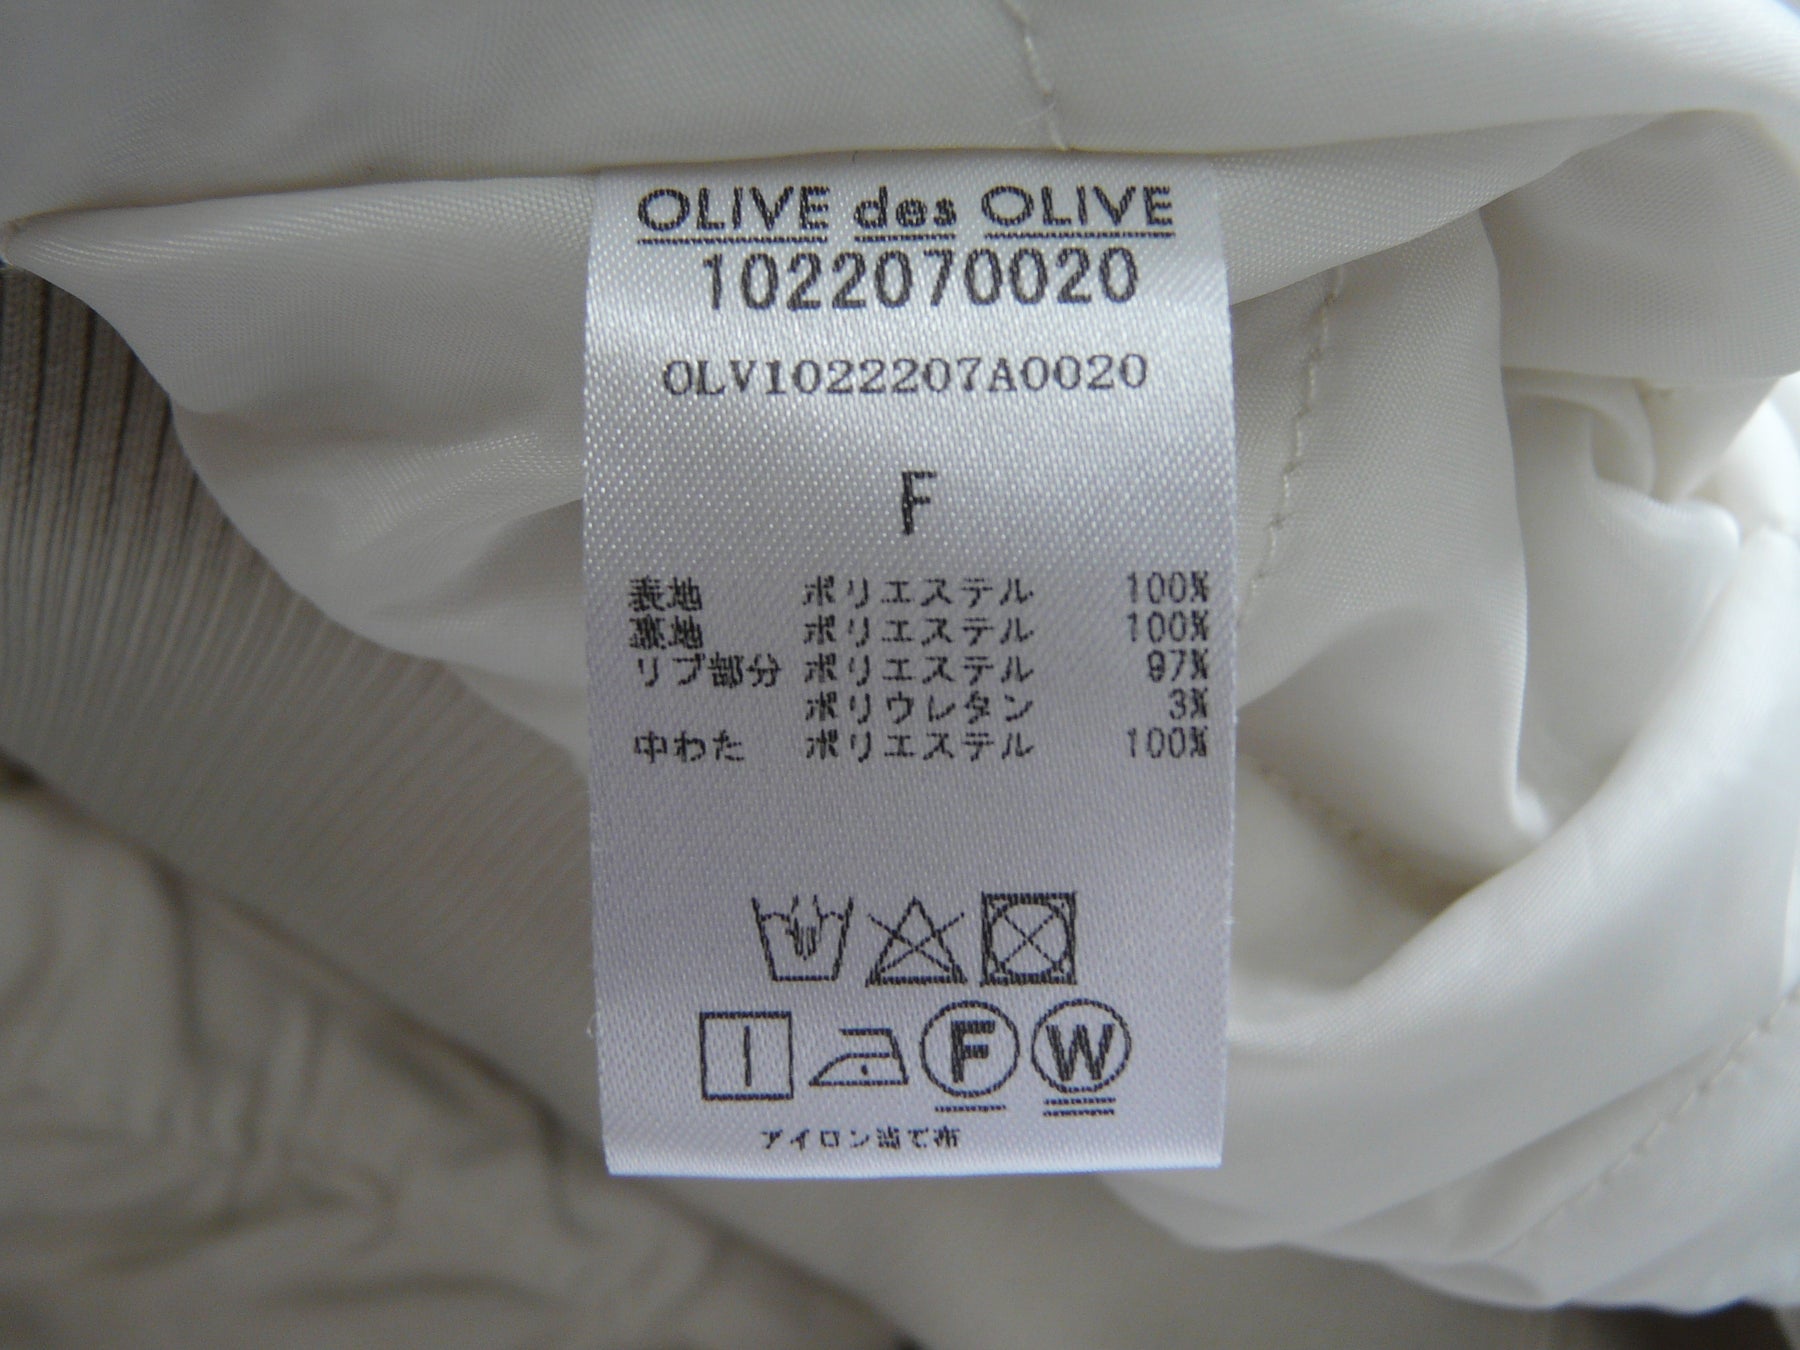 OLIVE des OLIVE
1022070020
OLV1022207A0020
F
表地 ポリエステル 100%
裏地 ポリエステル 100%
リブ部分 ポリエステル 97%
ポリウレタン 3%
中わた ポリエステル 100%
F W
アイロン当て布